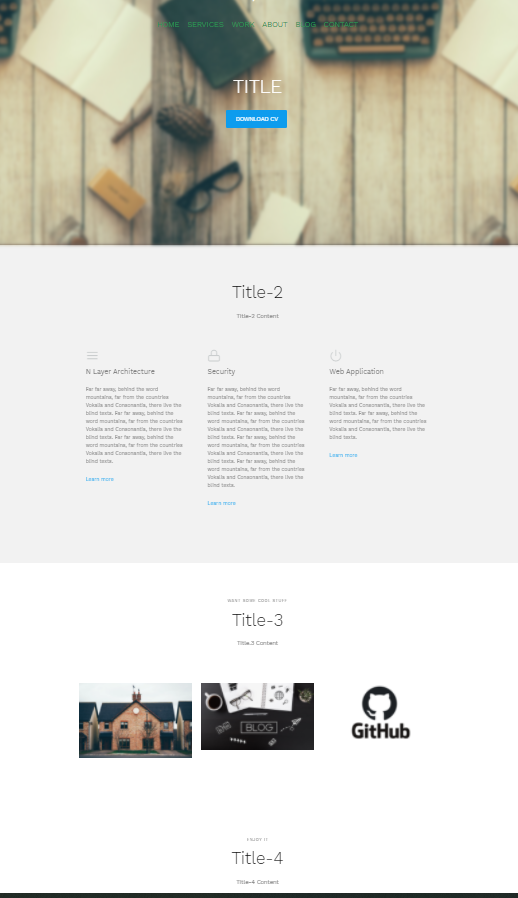 HOME SERVICES WORK ABOUT BLOG CONTACT
TITLE
DOWNLOAD CV
Title-2
Title-2 Content
N Layer Architecture
Far far away, behind the word
mountains, far from the countries
Vokalia and Consonantia, there live the
blind texts. Far far away, behind the
word mountains, far from the countries
Vokalia and Consonantia, there live the
blind texts. Far far away, behind the
word mountains, far from the countries
Vokalia and Consonantia, there live the
blind texts.
Learn more
Security
Far far away, behind the word
mountains, far from the countries
Vokalia and Consonantia, there live the
blind texts. Far far away, behind the
word mountains, far from the countries
Vokalia and Consonantia, there live the
blind texts. Far far away, behind the
word mountains, far from the countries
Vokalia and Consonantia, there live the
blind texts. Far far away, behind the
word mountains, far from the countries
Vokalia and Consonantia, there live the
blind texts.
Learn more
Web Application
Far far away, behind the word
mountains, far from the countries
Vokalia and Consonantia, there live the
blind texts. Far far away, behind the
word mountains, far from the countries
Vokalia and Consonantia, there live the
blind texts.
Learn more
SOME CODE STUFF
Title-3
Title.3 Content
BLOG
GitHub
ENJOY IT
Title-4
Title-4 Content